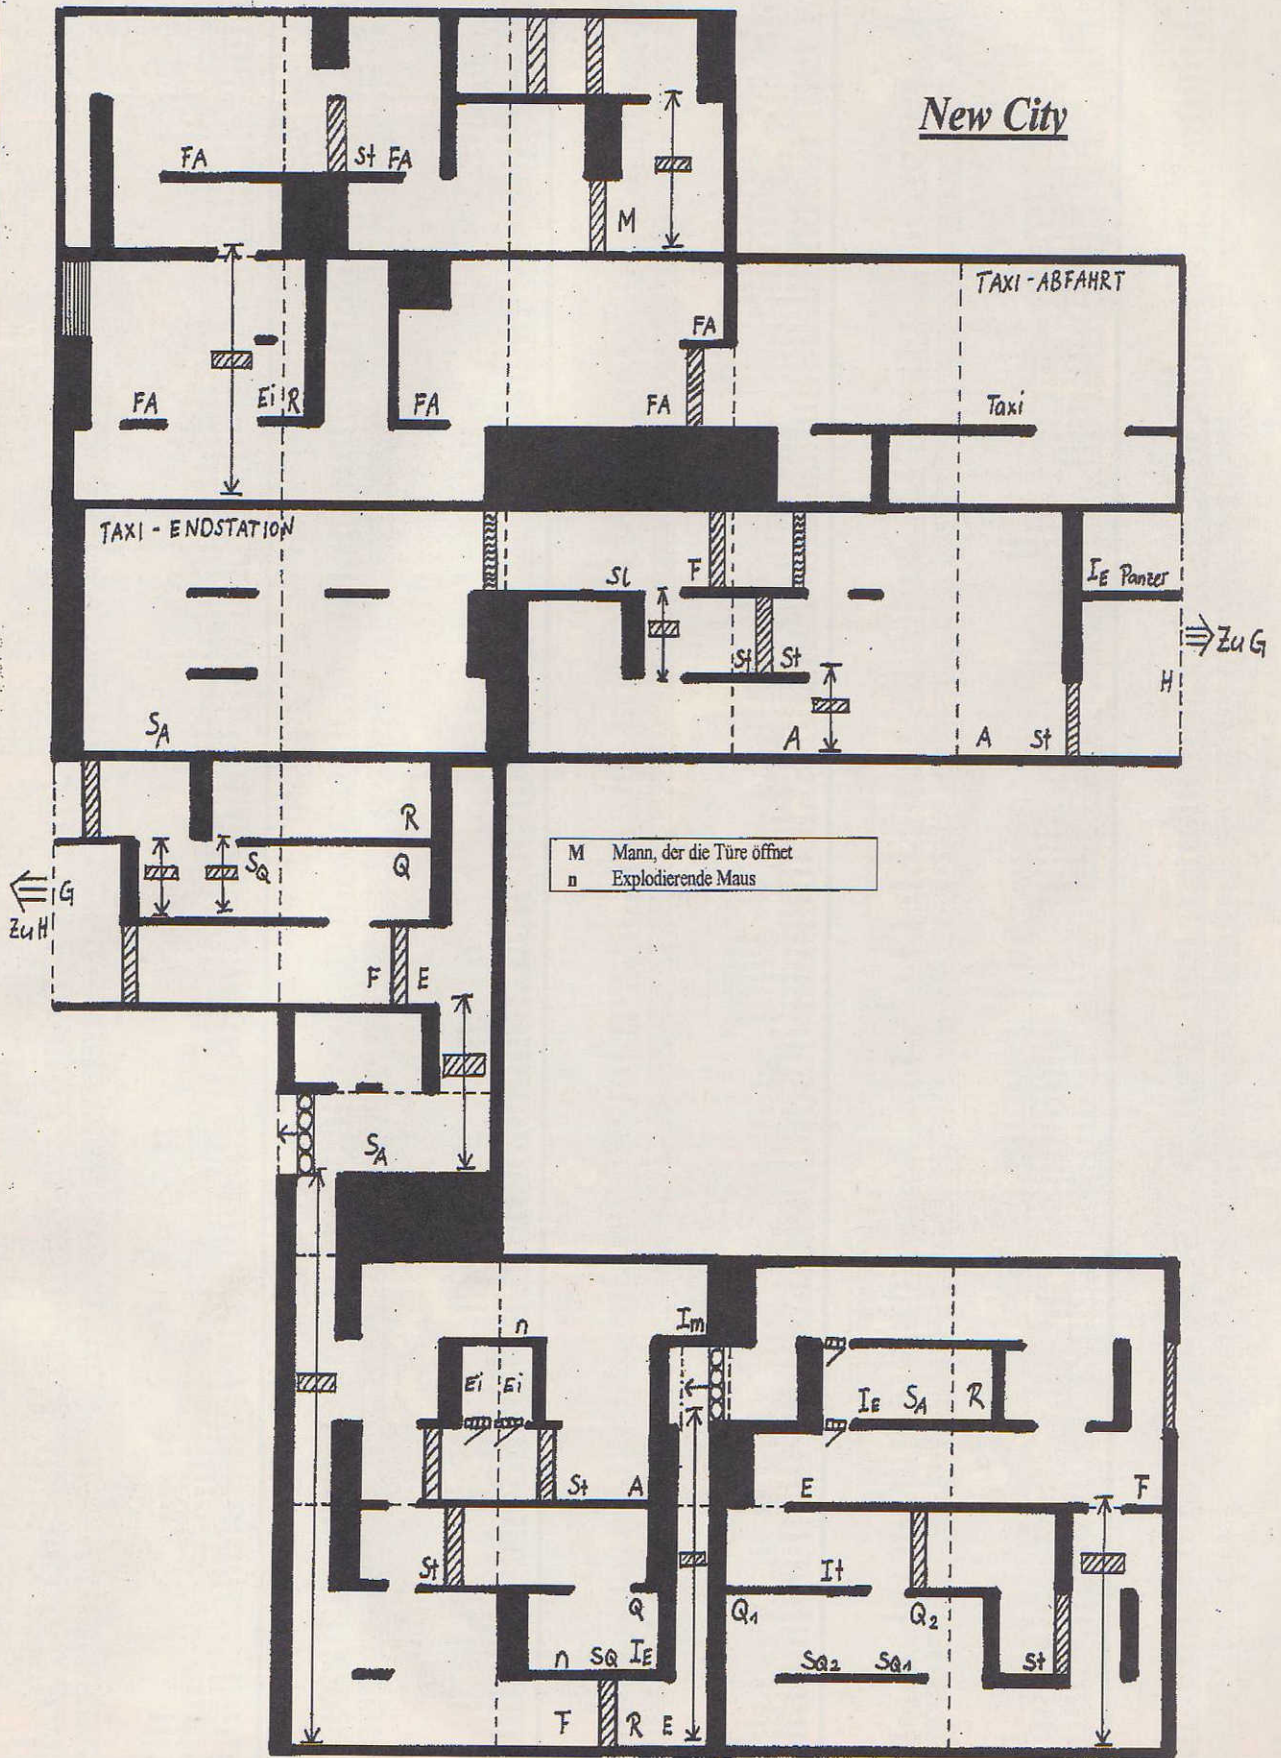 New City
FA
St FA
M
TAXI-ABFAHRT
FA
FA
Ei R
FA
FA
Taxi
TAXI - ENDSTATION
Sl
F
IE Panzer
St St
⇒ Zu G
H
SA
A
A St
R
SQ
Q
⇐ G
Zu H
M Mann, der die Türe öffnet
n Explodierende Maus
F E
SA
n
Im
Ei Ei
IE SA R
St A
E
F
St
It
Q
Q1
Q2
n SQ IE
SQ2 SQ1
St
F R E